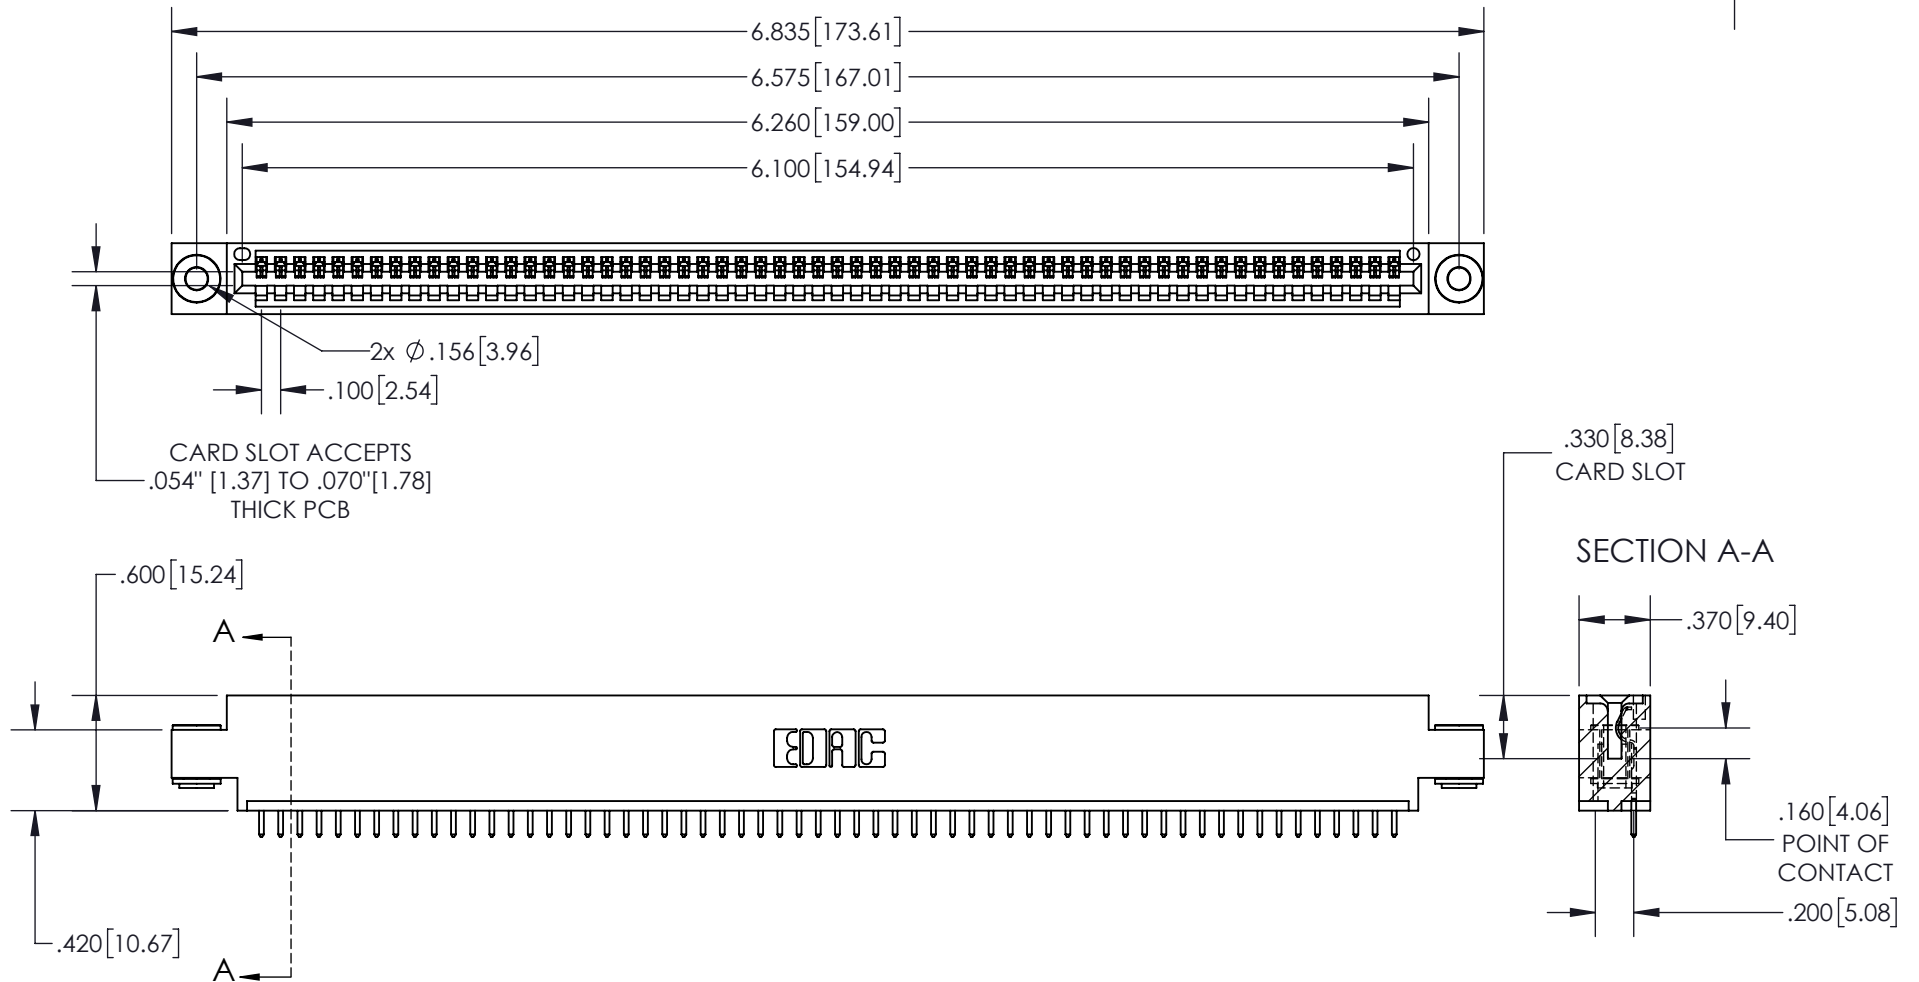 6.835[173.61]
6.575[167.01]
6.260[159.00]
6.100[154.94]
2x ∅.156[3.96]
.100[2.54]
CARD SLOT ACCEPTS
.054" [1.37] TO .070"[1.78]
THICK PCB
.330[8.38]
CARD SLOT
SECTION A-A
.600[15.24]
A
.370[9.40]
EDAC
.160[4.06]
POINT OF
CONTACT
.200[5.08]
.420[10.67]
A